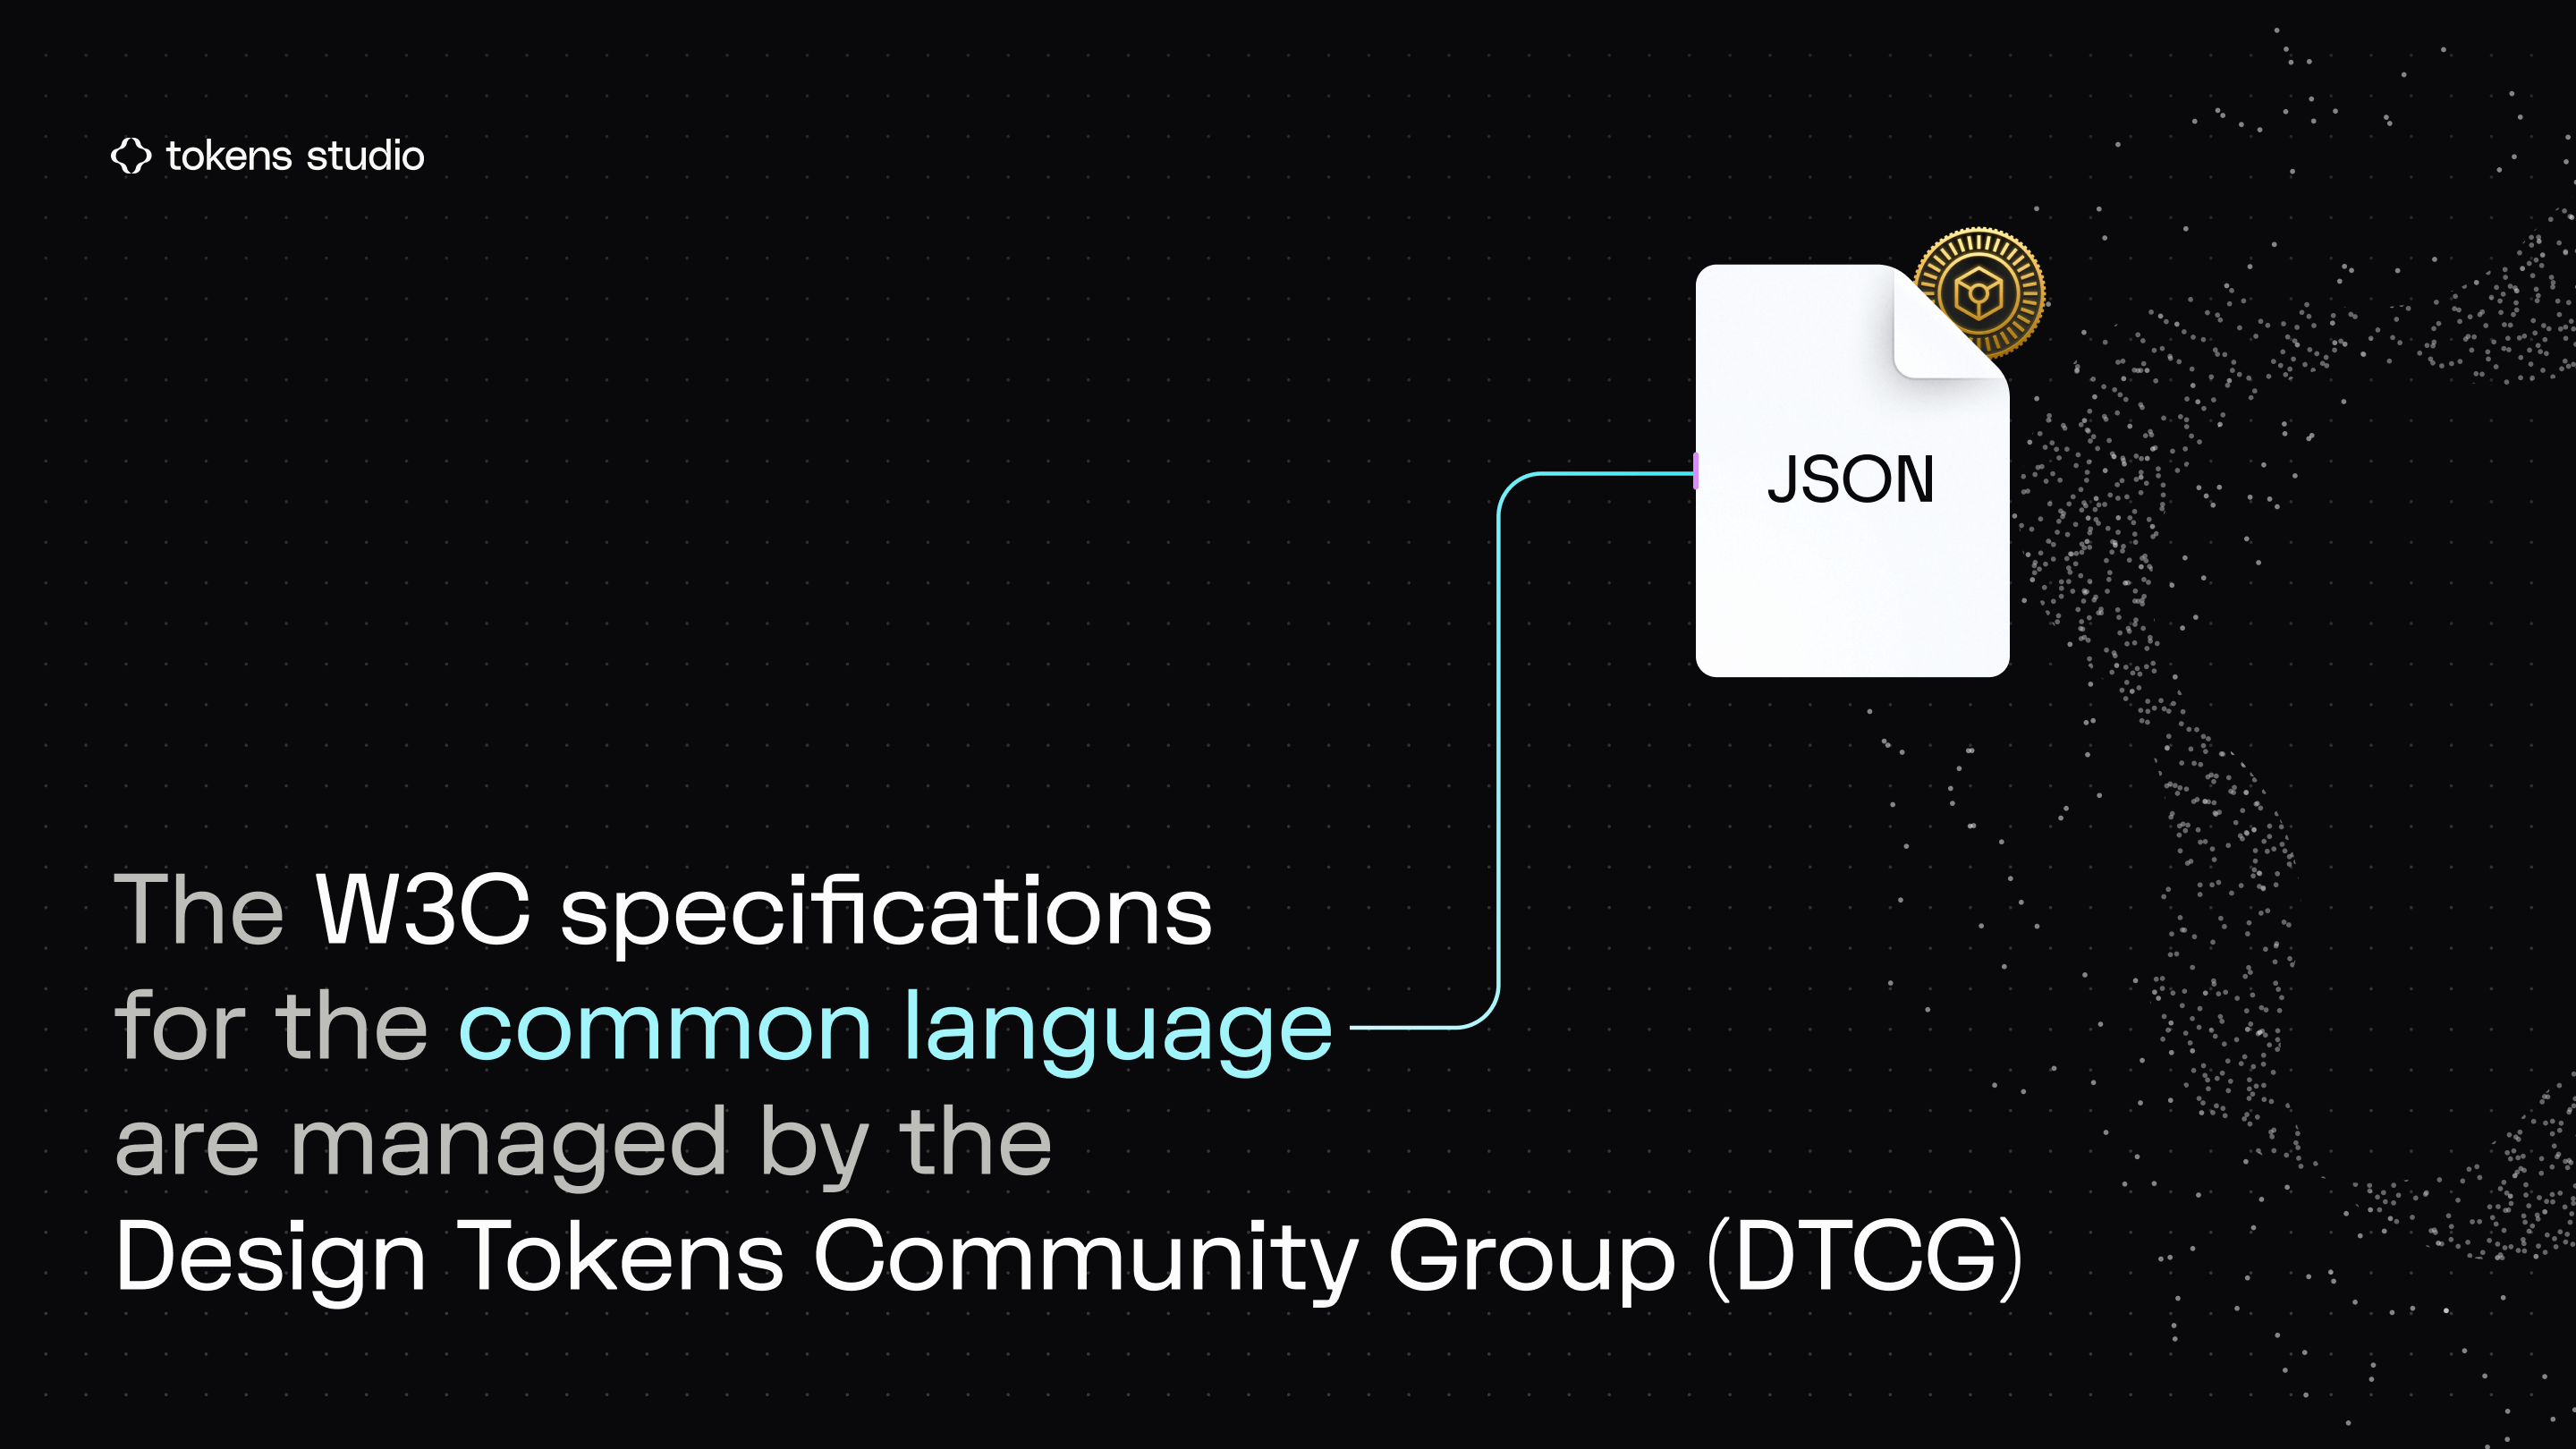 tokens studio
JSON
The W3C specifications
for the common language
are managed by the
Design Tokens Community Group (DTCG)